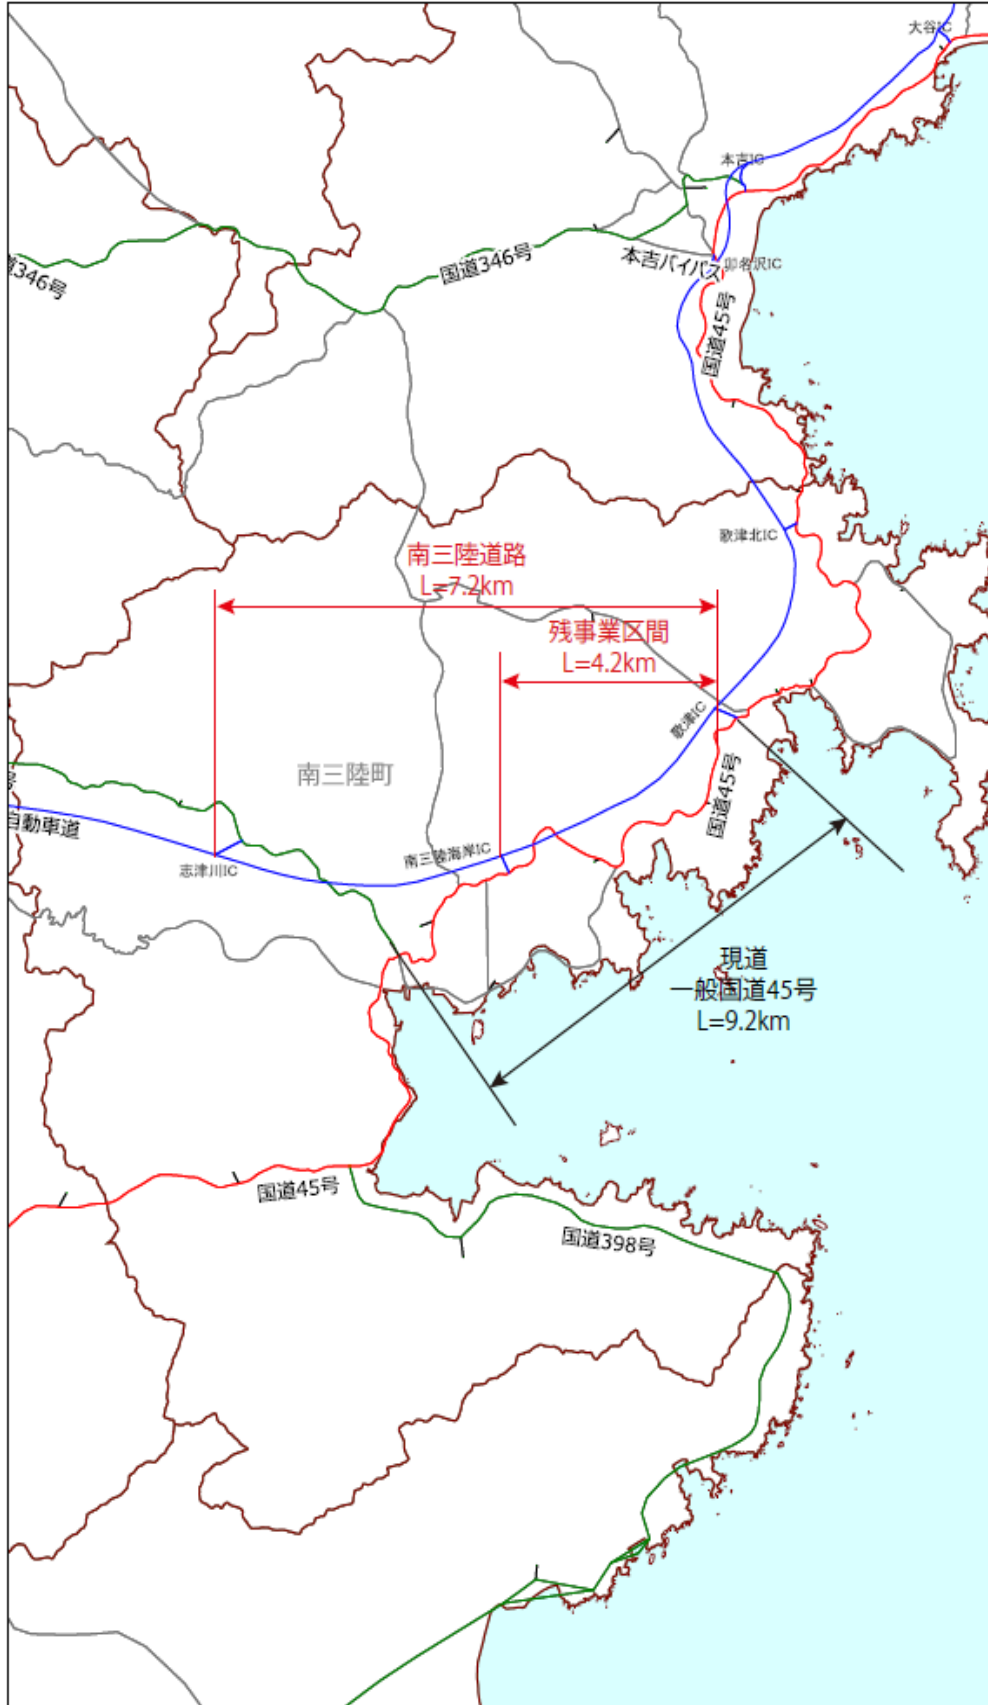 大谷IC
本吉IC
国道346号
道346号
本吉バイパス
卯名沢IC
国道45号
歌津北IC
南三陸道路
L=7.2km
残事業区間
L=4.2km
歌津IC
南三陸町
国道45号
号
自動車道
志津川IC
南三陸海岸IC
現道
一般国道45号
L=9.2km
国道45号
国道398号